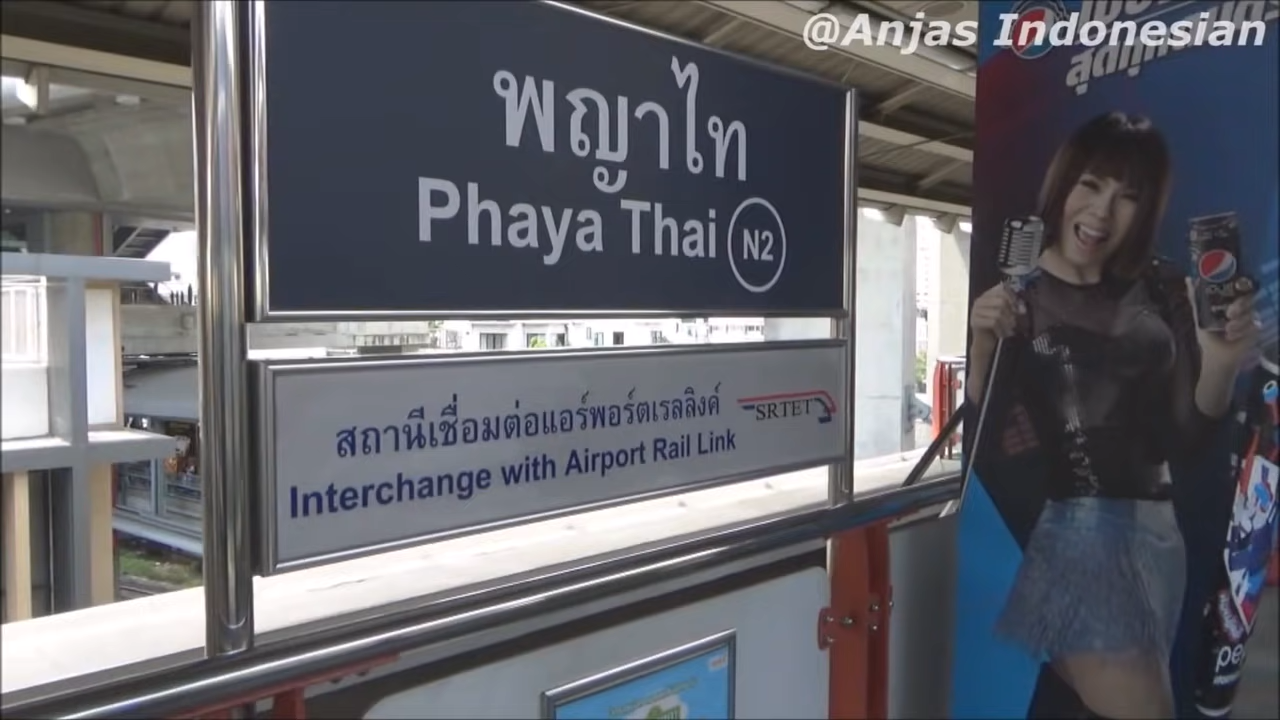 @Anjas Indonesian
พญาไท
Phaya Thai N2
สถานีเชื่อมต่อแอร์พอร์ตเรลลิงค์
SRTET
Interchange with Airport Rail Link